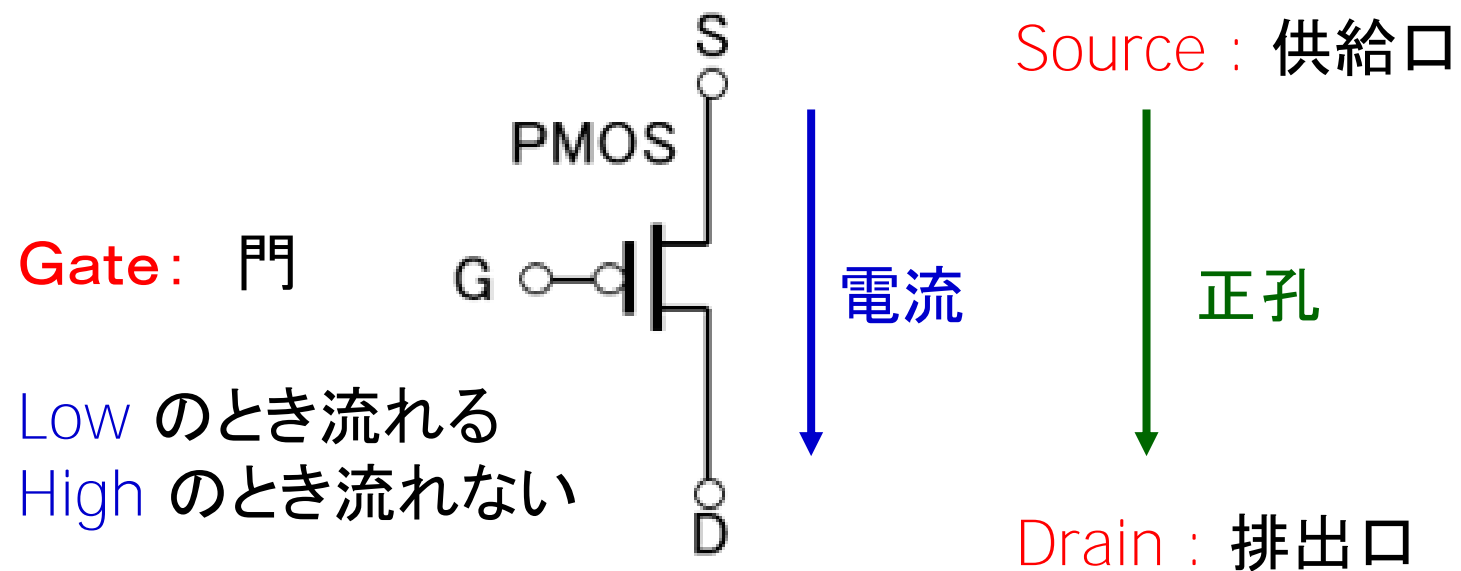 S
Source : 供給口
PMOS
Gate: 門
G
電流
正孔
Low のとき流れる
High のとき流れない
D
Drain : 排出口